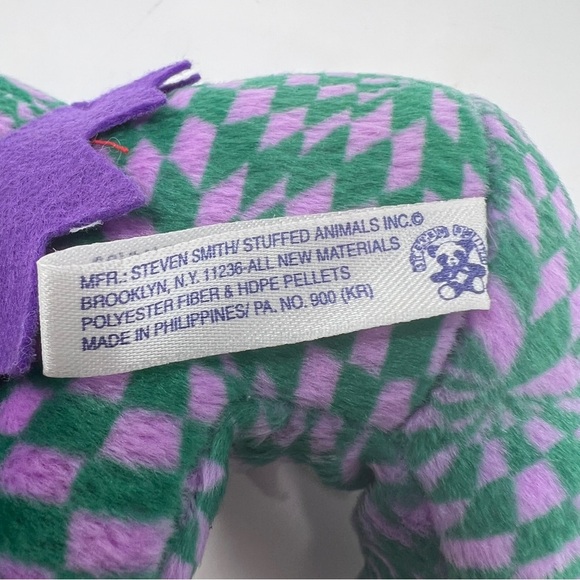 MFR.: STEVEN SMITH/ STUFFED ANIMALS INC.©
BROOKLYN, N.Y. 11236-ALL NEW MATERIALS
POLYESTER FIBER & HDPE PELLETS
MADE IN PHILIPPINES/ PA. NO. 900 (KR)